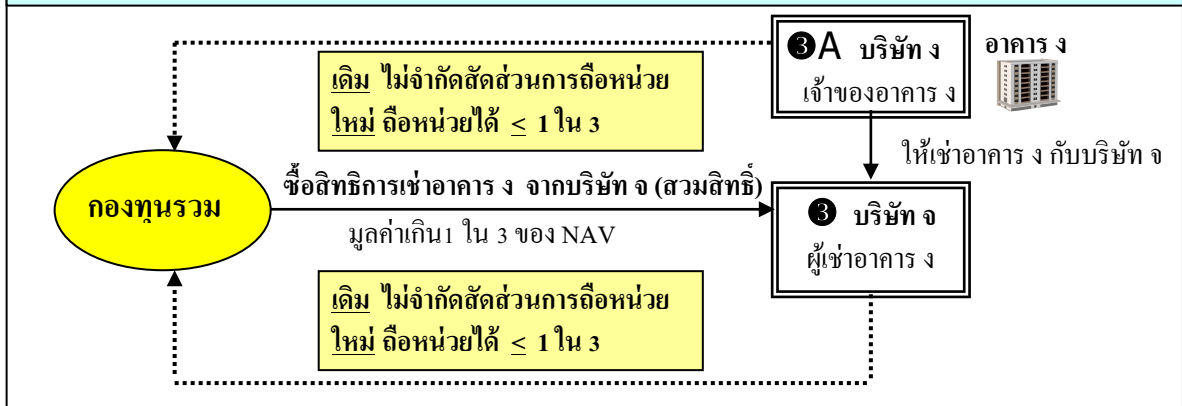 ❸A บริษัท ง
เจ้าของอาคาร ง
อาคาร ง
เดิม ไม่จำกัดสัดส่วนการถือหน่วย
ใหม่ ถือหน่วยได้ < 1 ใน 3
ให้เช่าอาคาร ง กับบริษัท จ
กองทุนรวม
ซื้อสิทธิการเช่าอาคาร ง จากบริษัท จ (สวมสิทธิ์)
มูลค่าเกิน1 ใน 3 ของ NAV
❸ บริษัท จ
ผู้เช่าอาคาร ง
เดิม ไม่จำกัดสัดส่วนการถือหน่วย
ใหม่ ถือหน่วยได้ < 1 ใน 3